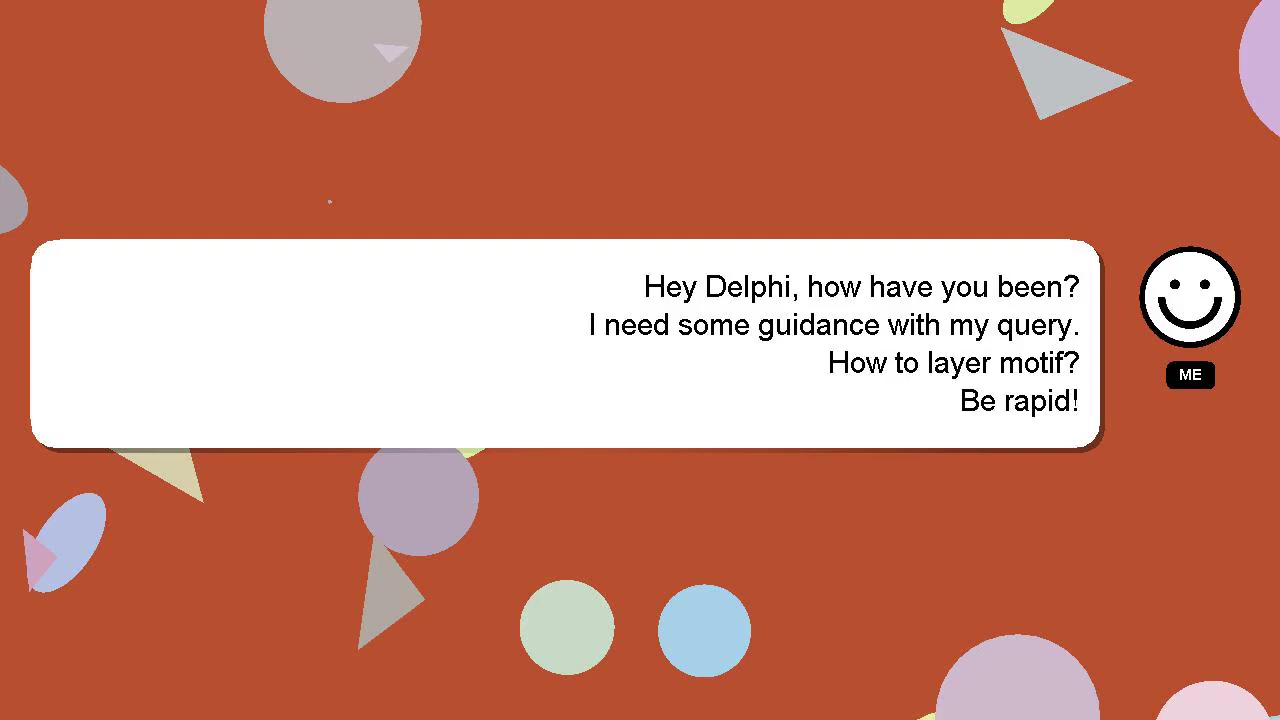 Hey Delphi, how have you been?
I need some guidance with my query.
How to layer motif?
Be rapid!
ME